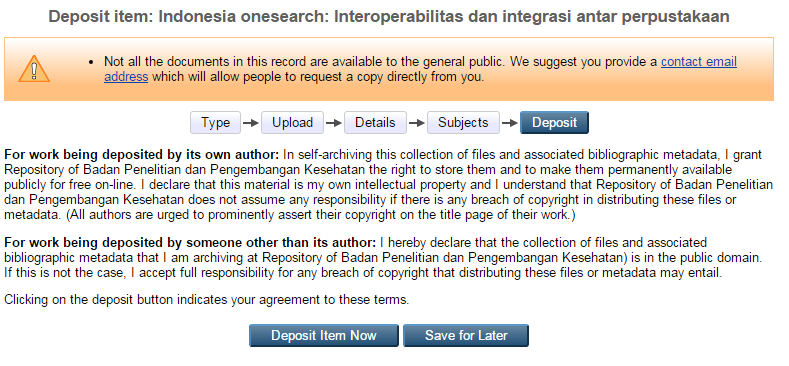 Deposit item: Indonesia onesearch: Interoperabilitas dan integrasi antar perpustakaan
• Not all the documents in this record are available to the general public. We suggest you provide a contact email
address which will allow people to request a copy directly from you.
Type → Upload → Details → Subjects → Deposit
For work being deposited by its own author: In self-archiving this collection of files and associated bibliographic metadata, I grant
Repository of Badan Penelitian dan Pengembangan Kesehatan the right to store them and to make them permanently available
publicly for free on-line. I declare that this material is my own intellectual property and I understand that Repository of Badan Penelitian
dan Pengembangan Kesehatan does not assume any responsibility if there is any breach of copyright in distributing these files or
metadata. (All authors are urged to prominently assert their copyright on the title page of their work.)
For work being deposited by someone other than its author: I hereby declare that the collection of files and associated
bibliographic metadata that I am archiving at Repository of Badan Penelitian dan Pengembangan Kesehatan) is in the public domain.
If this is not the case, I accept full responsibility for any breach of copyright that distributing these files or metadata may entail.
Clicking on the deposit button indicates your agreement to these terms.
Deposit Item Now Save for Later